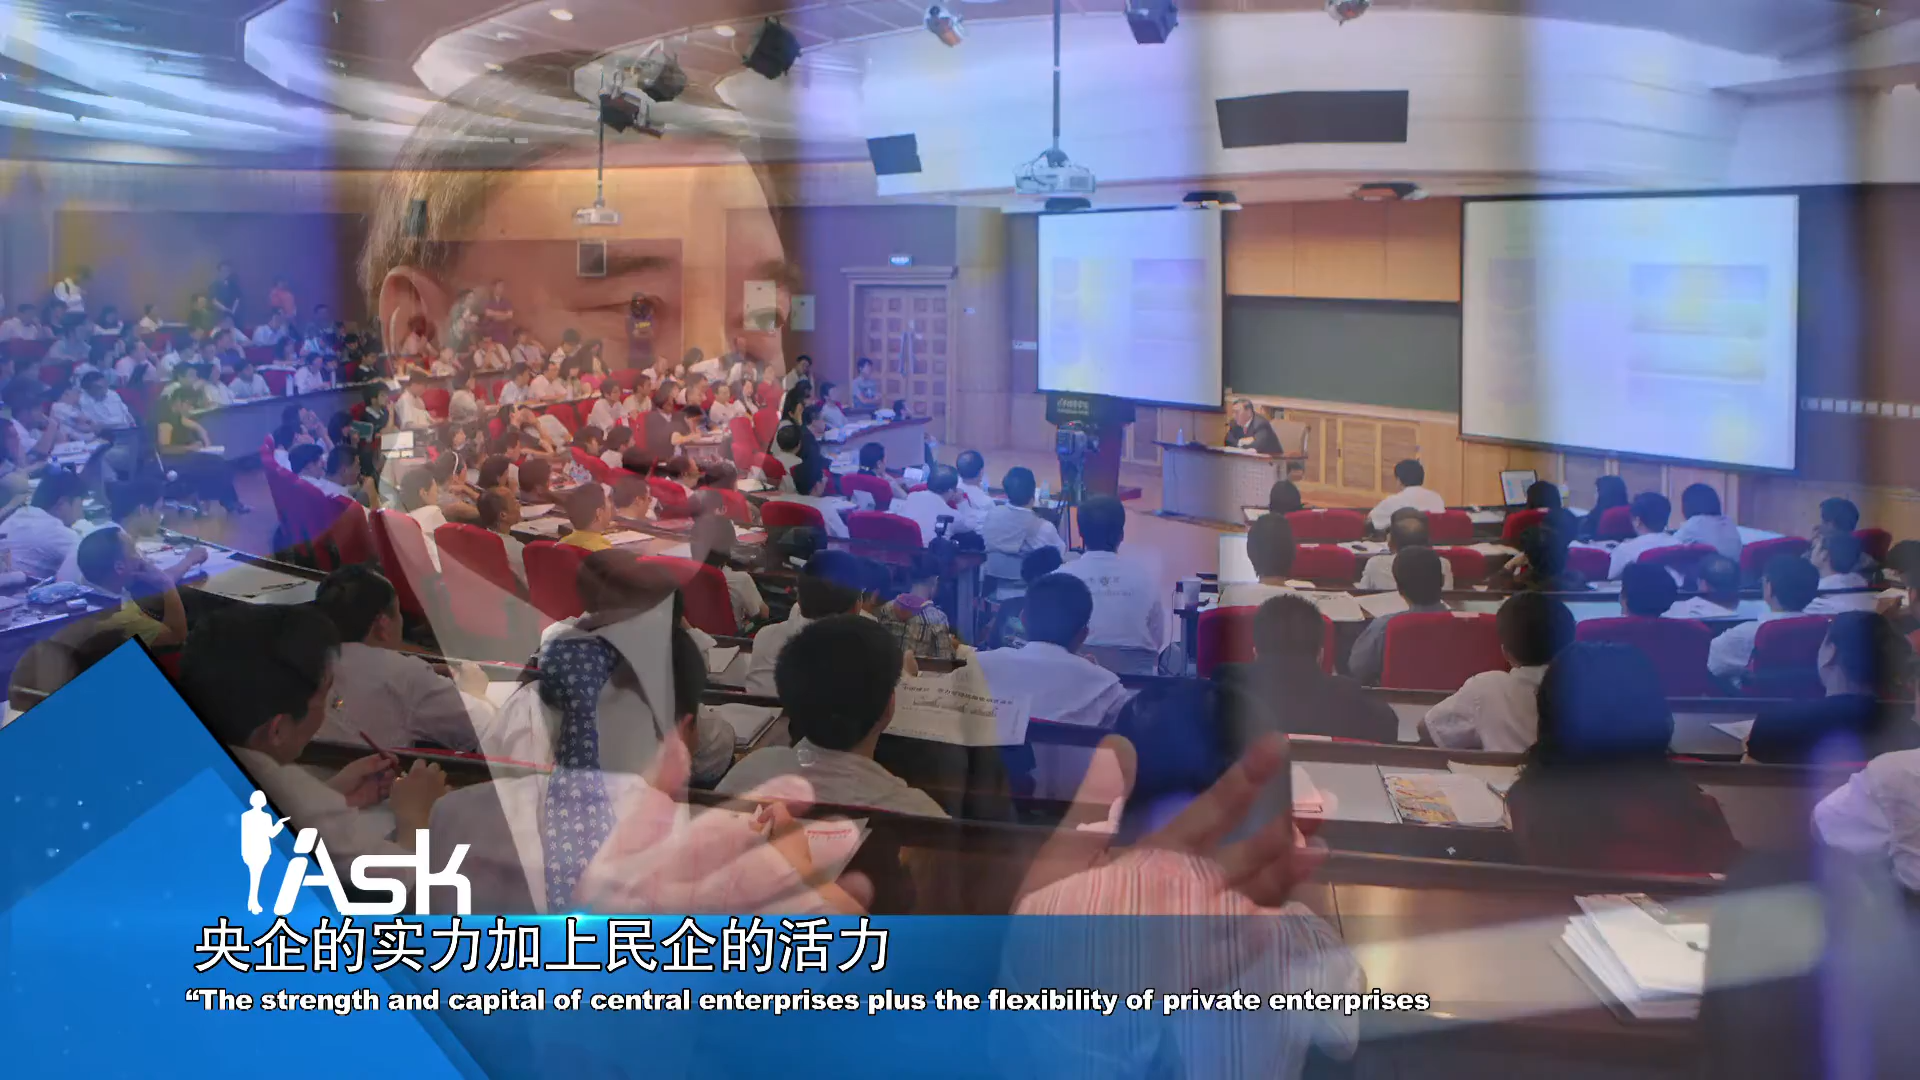 iAsk
央企的实力加上民企的活力
“The strength and capital of central enterprises plus the flexibility of private enterprises